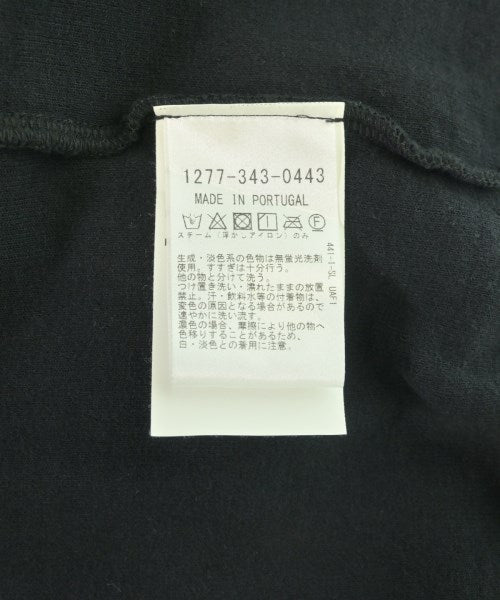 1277-343-0443
MADE IN PORTUGAL
スチーム(浮かしアイロン)のみ
生成・淡色系の色物は無蛍光洗剤
使用。すすぎは十分行う。
他の物と分けて洗う。
つけ置き洗い・濡れたままの放置
禁止。汗・飲料水等の付着物は、
変色の原因となる場合があるので
速やかに洗い流す。
濃色の場合、摩擦により他の物へ
色移りすることがあるため、
白・淡色との着用に注意。
441-I-SL UAF1